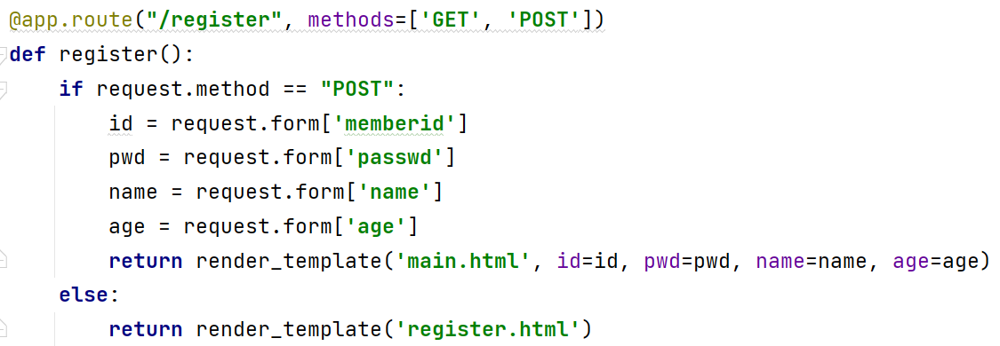 @app.route("/register", methods=['GET', 'POST'])
def register():
    if request.method == "POST":
        id = request.form['memberid']
        pwd = request.form['passwd']
        name = request.form['name']
        age = request.form['age']
        return render_template('main.html', id=id, pwd=pwd, name=name, age=age)
    else:
        return render_template('register.html')